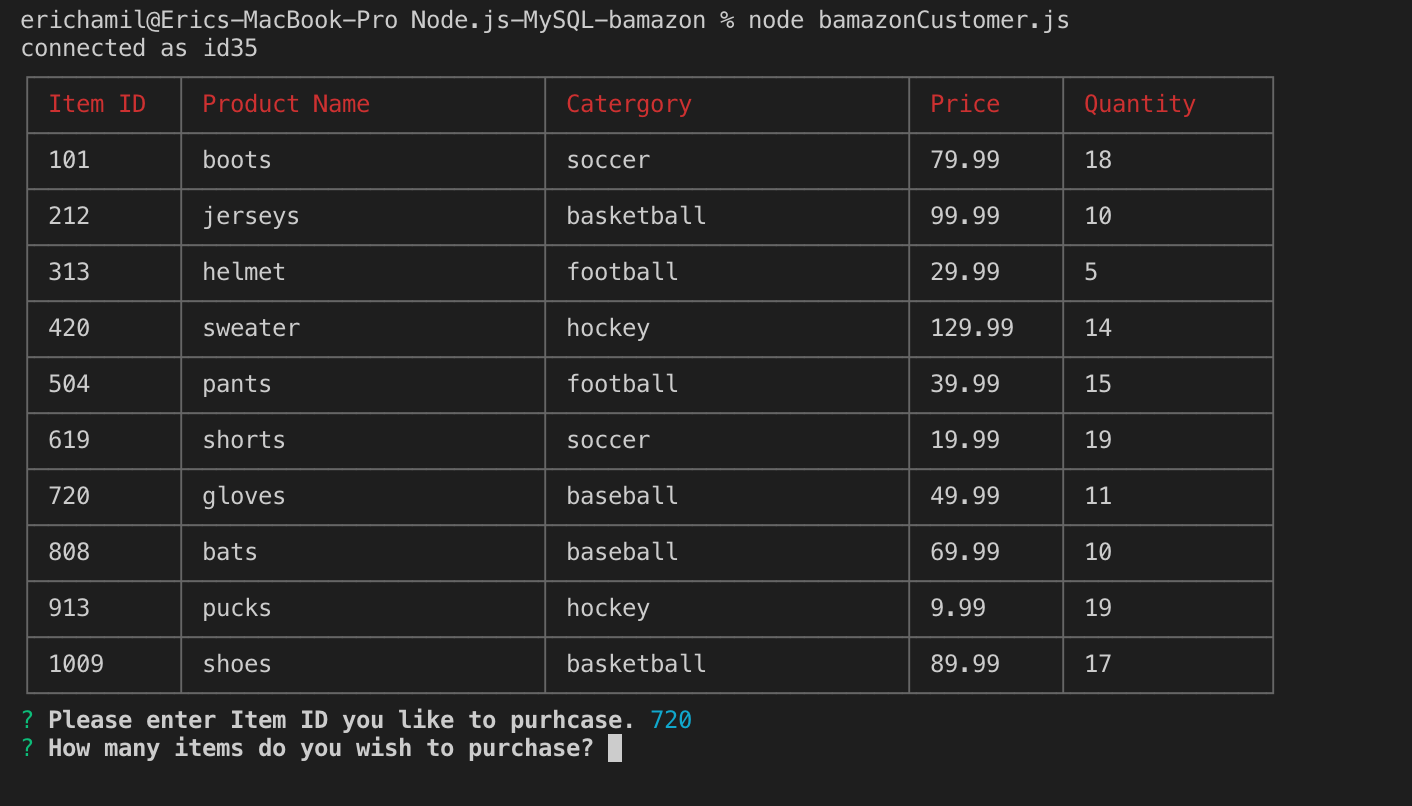 erichamil@Erics-MacBook-Pro Node.js-MySQL-bamazon % node bamazonCustomer.js
connected as id35
Item ID Product Name Catergory Price Quantity
101 boots soccer 79.99 18
212 jerseys basketball 99.99 10
313 helmet football 29.99 5
420 sweater hockey 129.99 14
504 pants football 39.99 15
619 shorts soccer 19.99 19
720 gloves baseball 49.99 11
808 bats baseball 69.99 10
913 pucks hockey 9.99 19
1009 shoes basketball 89.99 17
? Please enter Item ID you like to purhcase. 720
? How many items do you wish to purchase?